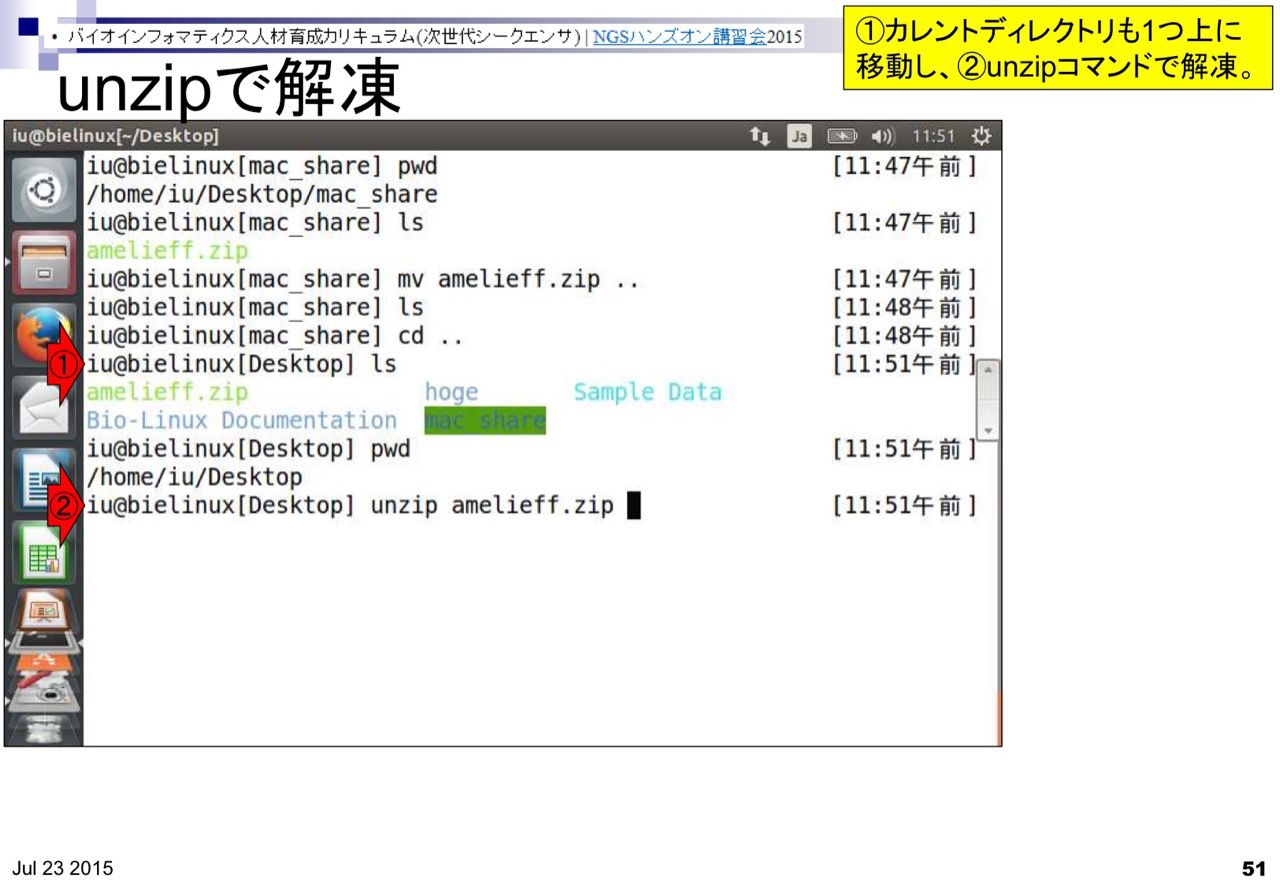 • バイオインフォマティクス人材育成カリキュラム(次世代シークエンサ) | NGSハンズオン講習会2015
①カレントディレクトリも1つ上に
移動し、②unzipコマンドで解凍。
unzipで解凍
iu@bielinux[~/Desktop] Ja 11:51
iu@bielinux[mac_share] pwd [11:47午前]
/home/iu/Desktop/mac_share
iu@bielinux[mac_share] ls [11:47午前]
amelieff.zip
iu@bielinux[mac_share] mv amelieff.zip .. [11:47午前]
iu@bielinux[mac_share] ls [11:48午前]
iu@bielinux[mac_share] cd .. [11:48午前]
① iu@bielinux[Desktop] ls [11:51午前]
amelieff.zip hoge Sample Data
Bio-Linux Documentation mac_share
iu@bielinux[Desktop] pwd [11:51午前]
/home/iu/Desktop
② iu@bielinux[Desktop] unzip amelieff.zip [11:51午前]
Jul 23 2015
51